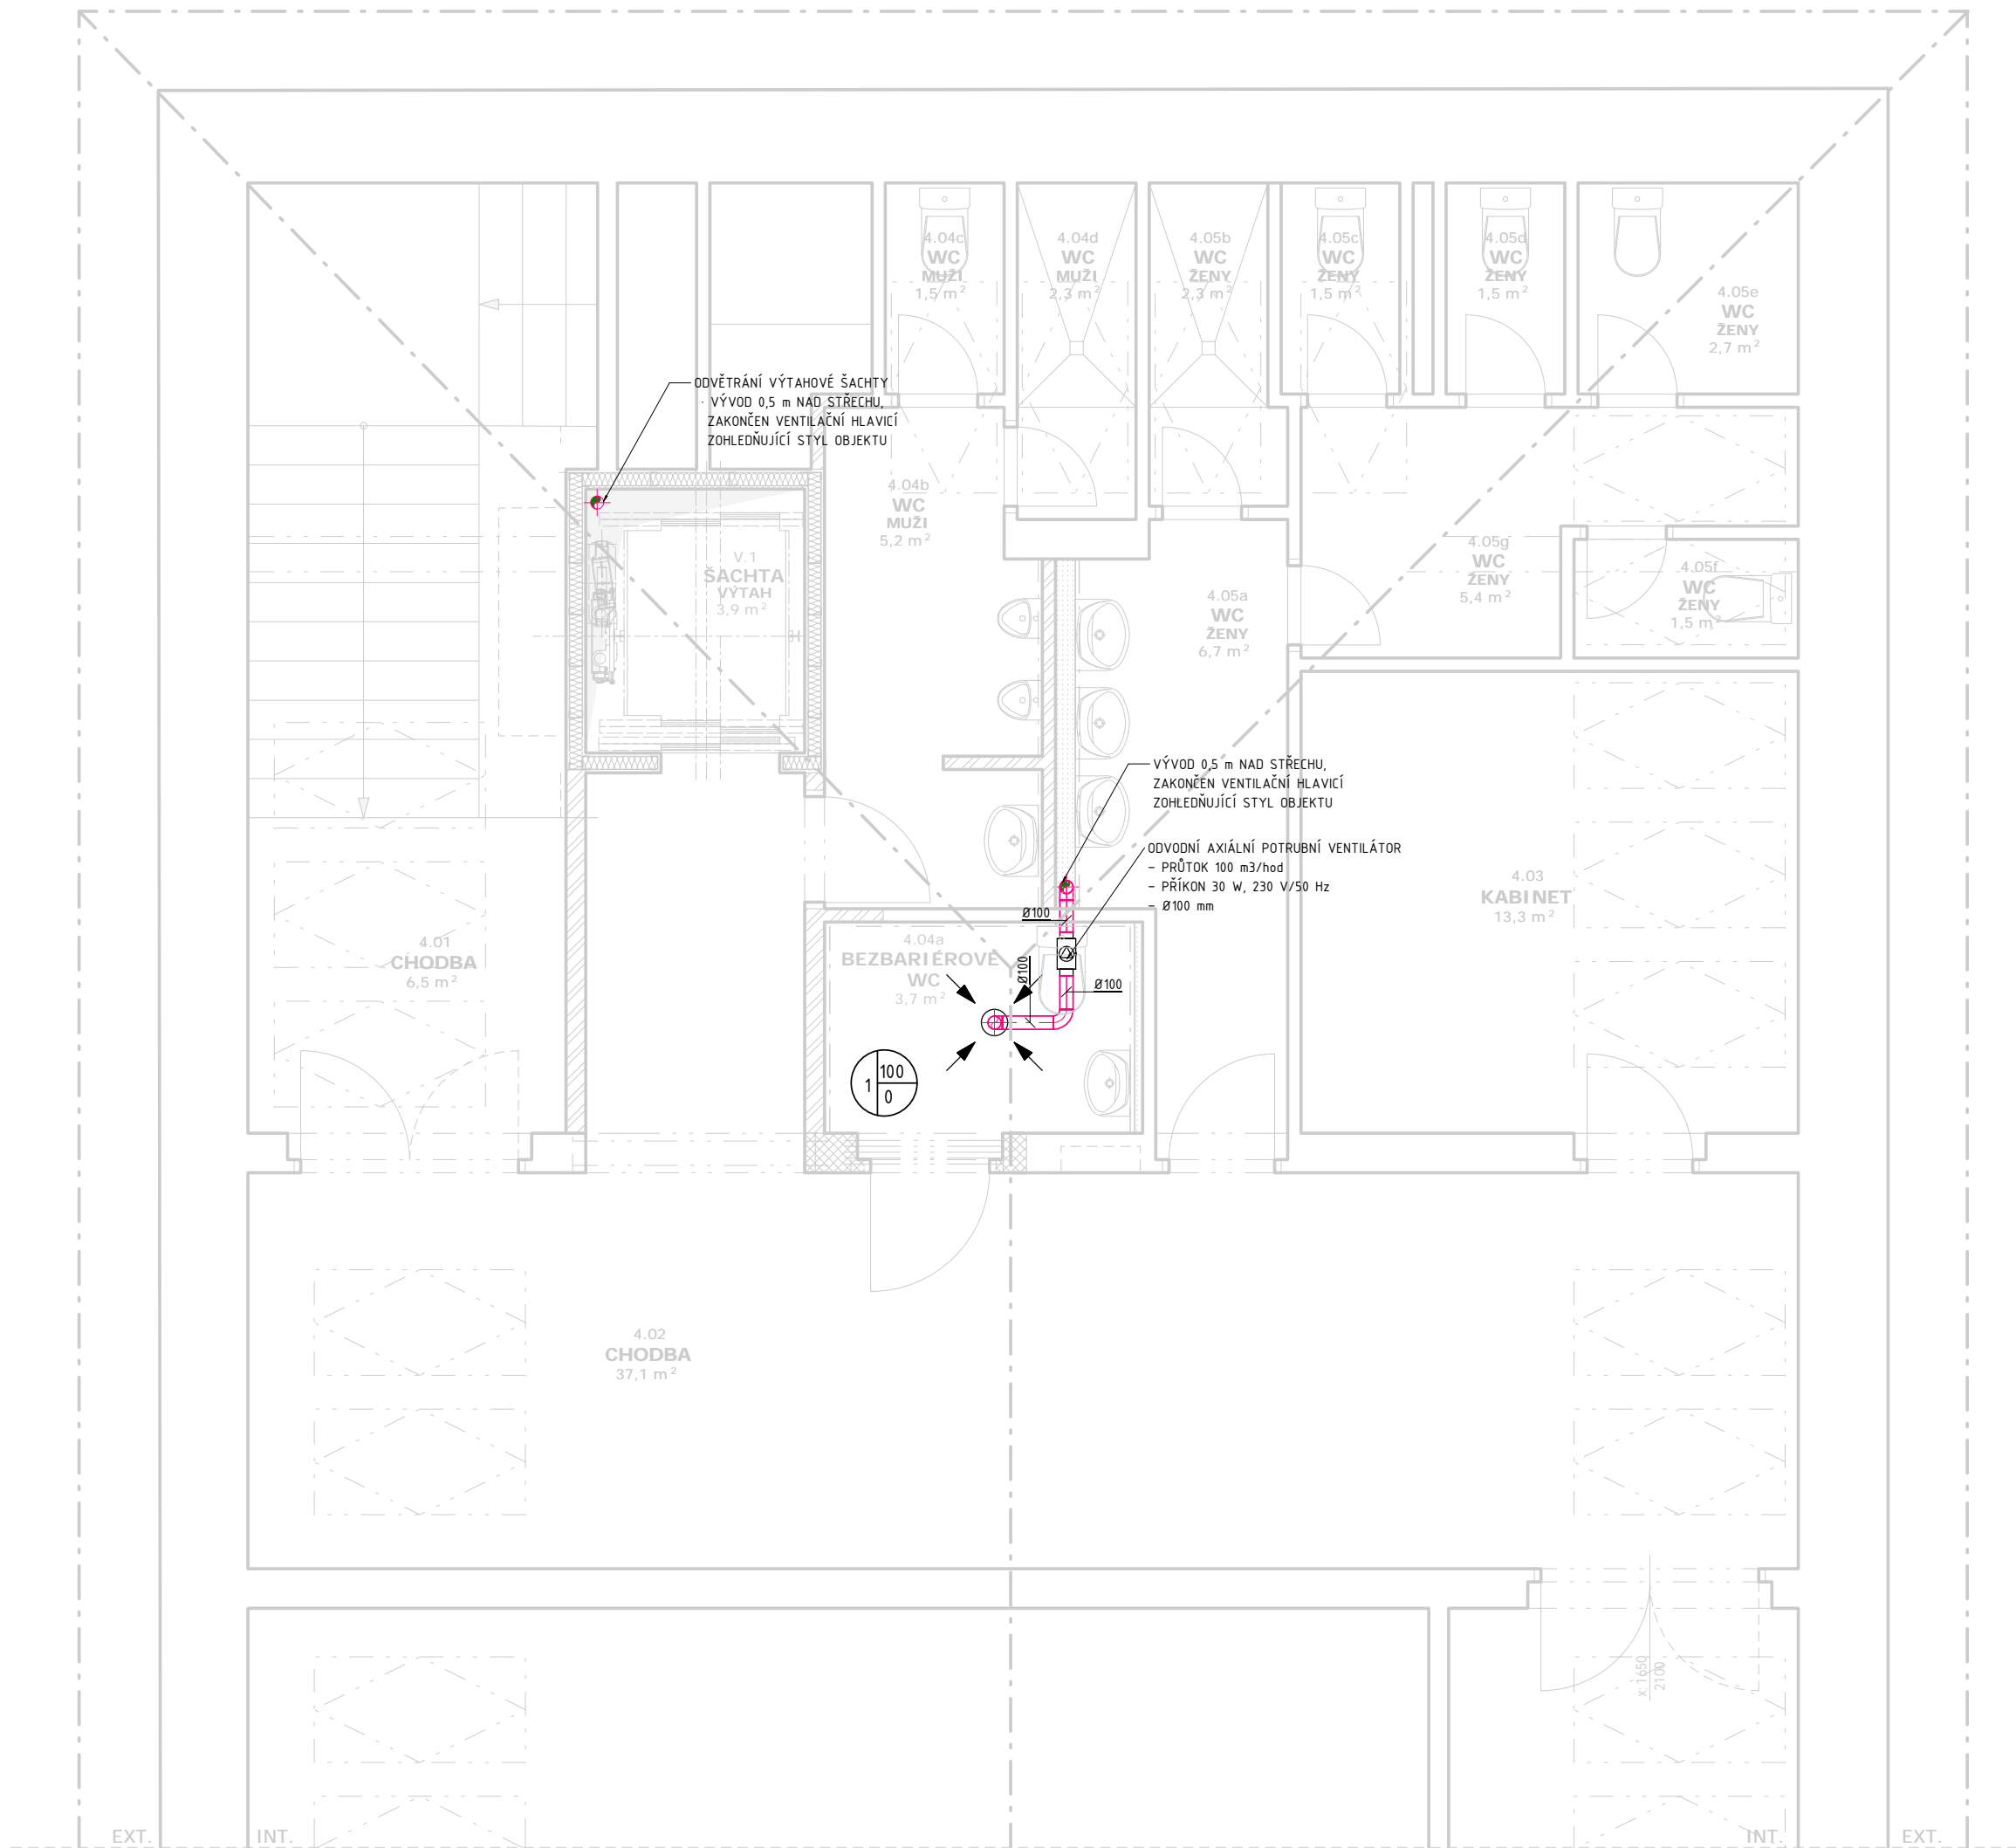 4.04c
WC
MUŽI
1,5 m²
4.04d
WC
MUŽI
2,3 m²
4.05b
WC
ŽENY
2,3 m²
4.05c
WC
ŽENY
1,5 m²
4.05d
WC
ŽENY
1,5 m²
4.05e
WC
ŽENY
2,7 m²
ODVĚTRÁNÍ VÝTAHOVÉ ŠACHTY
- VÝVOD 0,5 m NAD STŘECHU,
ZAKONČEN VENTILAČNÍ HLAVICÍ
ZOHLEDŇUJÍCÍ STYL OBJEKTU
4.04b
WC
MUŽI
5,2 m²
V.1
ŠACHTA
VÝTAH
3,9 m²
4.05a
WC
ŽENY
6,7 m²
4.05g
WC
ŽENY
5,4 m²
4.05f
WC
ŽENY
1,5 m²
VÝVOD 0,5 m NAD STŘECHU,
ZAKONČEN VENTILAČNÍ HLAVICÍ
ZOHLEDŇUJÍCÍ STYL OBJEKTU
ODVODNÍ AXIÁLNÍ POTRUBNÍ VENTILÁTOR
- PRŮTOK 100 m3/hod
- PŘÍKON 30 W, 230 V/50 Hz
- Ø100 mm
4.03
KABINET
13,3 m²
Ø100
Ø100
Ø100
4.01
CHODBA
6,5 m²
4.04a
BEZBARIÉROVÉ
WC
3,7 m²
1
100
0
4.02
CHODBA
37,1 m²
x.1650
2100
EXT.
INT.
INT.
EXT.